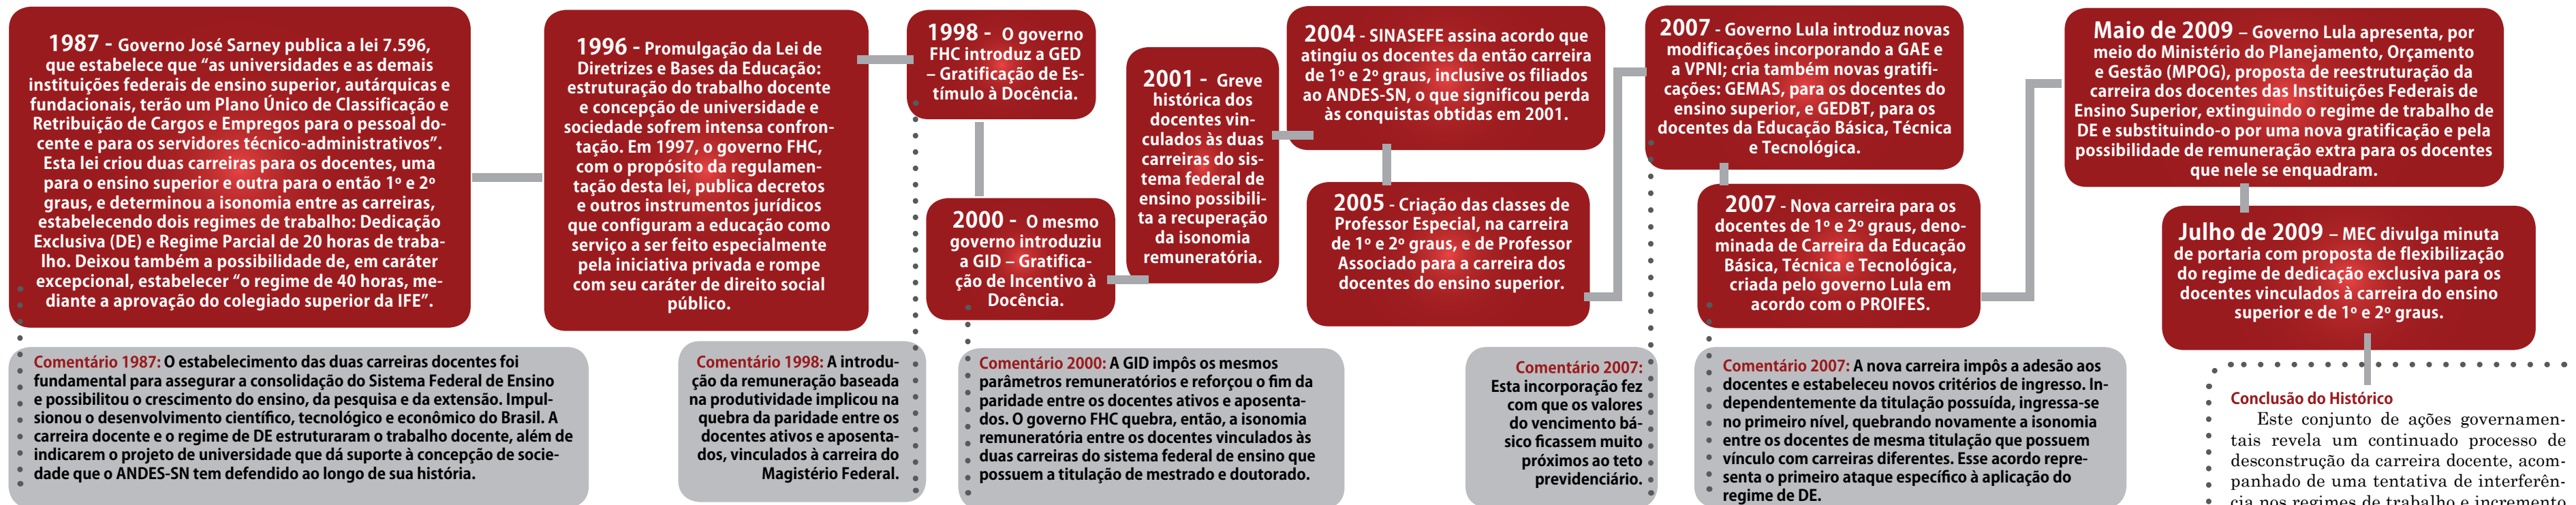 1987 - Governo José Sarney publica a lei 7.596,
que estabelece que “as universidades e as demais
instituições federais de ensino superior, autárquicas e
fundacionais, terão um Plano Único de Classificação e
Retribuição de Cargos e Empregos para o pessoal do-
cente e para os servidores técnico-administrativos”.
Esta lei criou duas carreiras para os docentes, uma
para o ensino superior e outra para o então 1º e 2º
graus, e determinou a isonomia entre as carreiras,
estabelecendo dois regimes de trabalho: Dedicação
Exclusiva (DE) e Regime Parcial de 20 horas de traba-
lho. Deixou também a possibilidade de, em caráter
excepcional, estabelecer “o regime de 40 horas, me-
diante a aprovação do colegiado superior da IFE”.
1996 - Promulgação da Lei de
Diretrizes e Bases da Educação:
estruturação do trabalho docente
e concepção de universidade e
sociedade sofrem intensa confron-
tação. Em 1997, o governo FHC,
com o propósito da regulamen-
tação desta lei, publica decretos
e outros instrumentos jurídicos
que configuram a educação como
serviço a ser feito especialmente
pela iniciativa privada e rompe
com seu caráter de direito social
público.
1998 - O governo
FHC introduz a GED
– Gratificação de Es-
tímulo à Docência.
2000 - O mesmo
governo introduziu
a GID – Gratifica-
ção de Incentivo à
Docência.
2001 - Greve
histórica dos
docentes vin-
culados às duas
carreiras do sis-
tema federal de
ensino possibili-
ta a recuperação
da isonomia
remuneratória.
2004 - SINASEFE assina acordo que
atingiu os docentes da então carreira
de 1º e 2º graus, inclusive os filiados
ao ANDES-SN, o que significou perda
às conquistas obtidas em 2001.
2005 - Criação das classes de
Professor Especial, na carreira
de 1º e 2º graus, e de Professor
Associado para a carreira dos
docentes do ensino superior.
2007 - Governo Lula introduz novas
modificações incorporando a GAE e
a VPNI; cria também novas gratifi-
cações: GEMAS, para os docentes do
ensino superior, e GEDBT, para os
docentes da Educação Básica, Técnica
e Tecnológica.
2007 - Nova carreira para os
docentes de 1º e 2º graus, deno-
minada de Carreira da Educação
Básica, Técnica e Tecnológica,
criada pelo governo Lula em
acordo com o PROIFES.
Maio de 2009 – Governo Lula apresenta, por
meio do Ministério do Planejamento, Orçamento
e Gestão (MPOG), proposta de reestruturação da
carreira dos docentes das Instituições Federais de
Ensino Superior, extinguindo o regime de trabalho de
DE e substituindo-o por uma nova gratificação e pela
possibilidade de remuneração extra para os docentes
que nele se enquadram.
Julho de 2009 – MEC divulga minuta
de portaria com proposta de flexibilização
do regime de dedicação exclusiva para os
docentes vinculados à carreira do ensino
superior e de 1º e 2º graus.
Comentário 1987: O estabelecimento das duas carreiras docentes foi
fundamental para assegurar a consolidação do Sistema Federal de Ensino
e possibilitou o crescimento do ensino, da pesquisa e da extensão. Impul-
sionou o desenvolvimento científico, tecnológico e econômico do Brasil. A
carreira docente e o regime de DE estruturaram o trabalho docente, além de
indicarem o projeto de universidade que dá suporte à concepção de socie-
dade que o ANDES-SN tem defendido ao longo de sua história.
Comentário 1998: A introdu-
ção da remuneração baseada
na produtividade implicou na
quebra da paridade entre os
docentes ativos e aposenta-
dos, vinculados à carreira do
Magistério Federal.
Comentário 2000: A GID impôs os mesmos
parâmetros remuneratórios e reforçou o fim da
paridade entre os docentes ativos e aposenta-
dos. O governo FHC quebra, então, a isonomia
remuneratória entre os docentes vinculados às
duas carreiras do sistema federal de ensino que
possuem a titulação de mestrado e doutorado.
Comentário 2007:
Esta incorporação fez
com que os valores
do vencimento bá-
sico ficassem muito
próximos ao teto
previdenciário.
Comentário 2007: A nova carreira impôs a adesão aos
docentes e estabeleceu novos critérios de ingresso. In-
dependentemente da titulação possuída, ingressa-se
no primeiro nível, quebrando novamente a isonomia
entre os docentes de mesma titulação que possuem
vínculo com carreiras diferentes. Esse acordo repre-
senta o primeiro ataque específico à aplicação do
regime de DE.
Conclusão do Histórico
Este conjunto de ações governamen-
tais revela um continuado processo de
desconstrução da carreira docente, acom-
panhado de uma tentativa de interferên-
cia nos regimes de trabalho e incremento